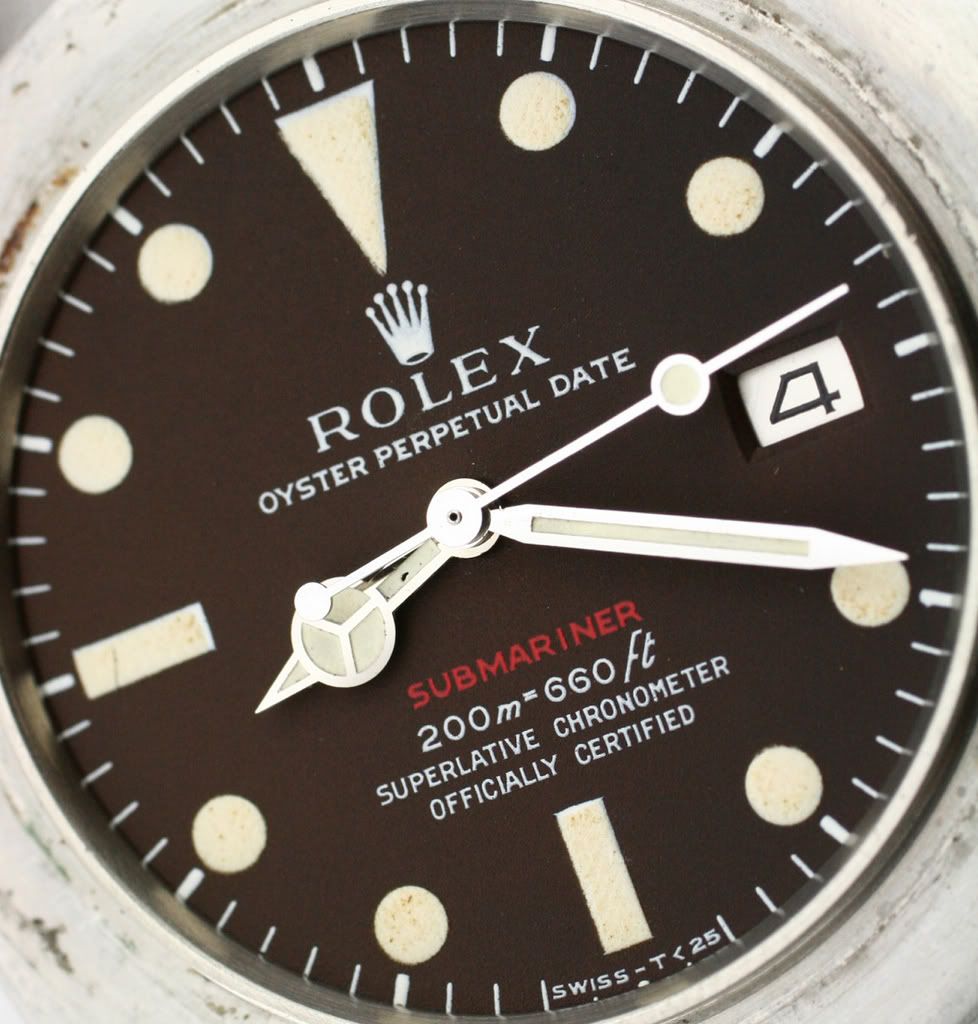 ROLEX
OYSTER PERPETUAL DATE
4
SUBMARINER
200m=660ft
SUPERLATIVE CHRONOMETER
OFFICIALLY CERTIFIED
SWISS-T<25